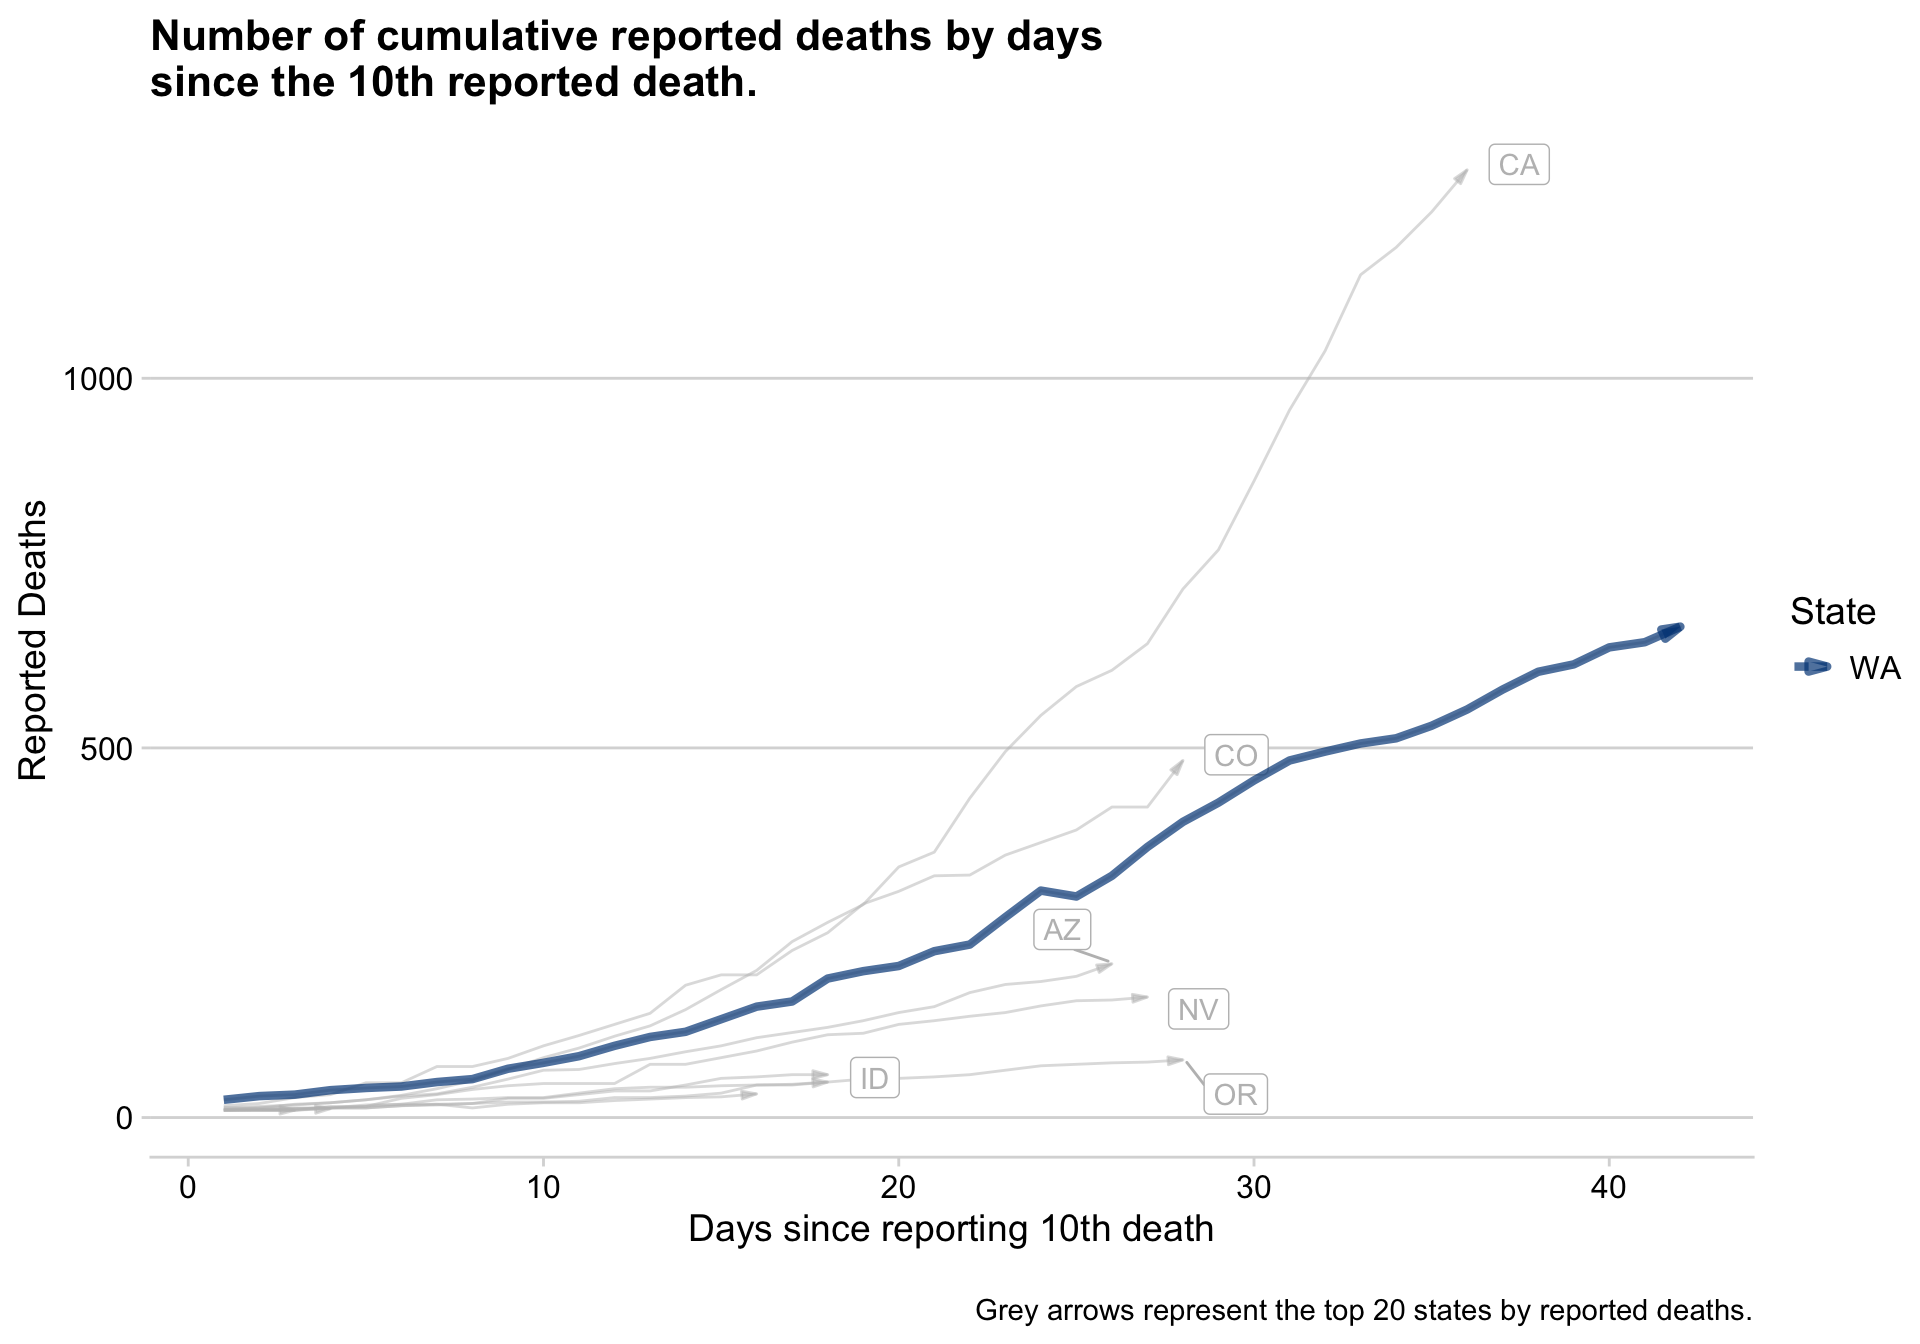 Number of cumulative reported deaths by days
since the 10th reported death.
CA
1000
Reported Deaths
State
WA
500
CO
AZ
NV
ID
OR
0
0 10 20 30 40
Days since reporting 10th death
Grey arrows represent the top 20 states by reported deaths.